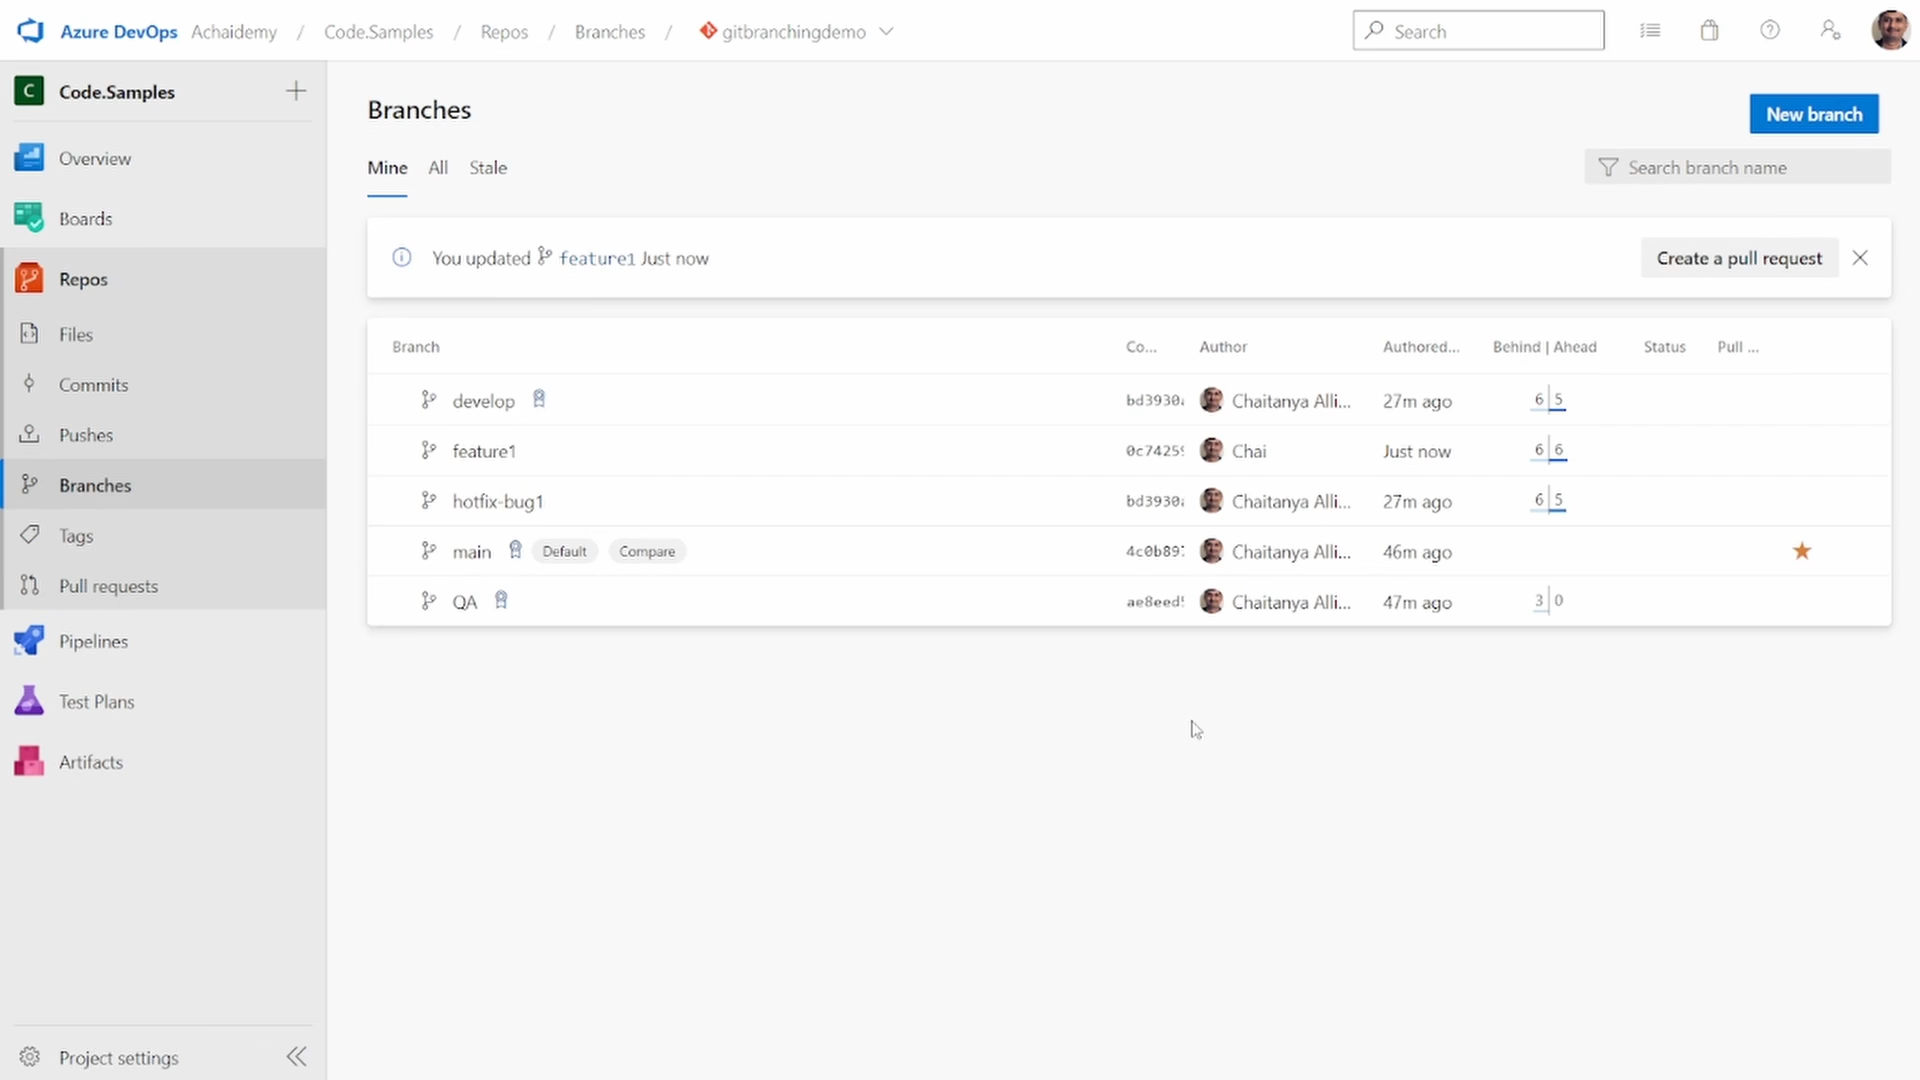 Azure DevOps Achaidemy / Code.Samples / Repos / Branches / gitbranchingdemo
Search
C Code.Samples
Overview
Boards
Repos
Files
Commits
Pushes
Branches
Tags
Pull requests
Pipelines
Test Plans
Artifacts
Project settings
Branches
New branch
Mine All Stale
Search branch name
You updated feature1 Just now
Create a pull request
Branch Co... Author Authored... Behind | Ahead Status Pull ...
develop bd3930 Chaitanya Alli... 27m ago 6 5
feature1 0c7425 Chai Just now 6 6
hotfix-bug1 bd3930 Chaitanya Alli... 27m ago 6 5
main Default Compare 4c0b89 Chaitanya Alli... 46m ago
QA ae8eed Chaitanya Alli... 47m ago 3 0